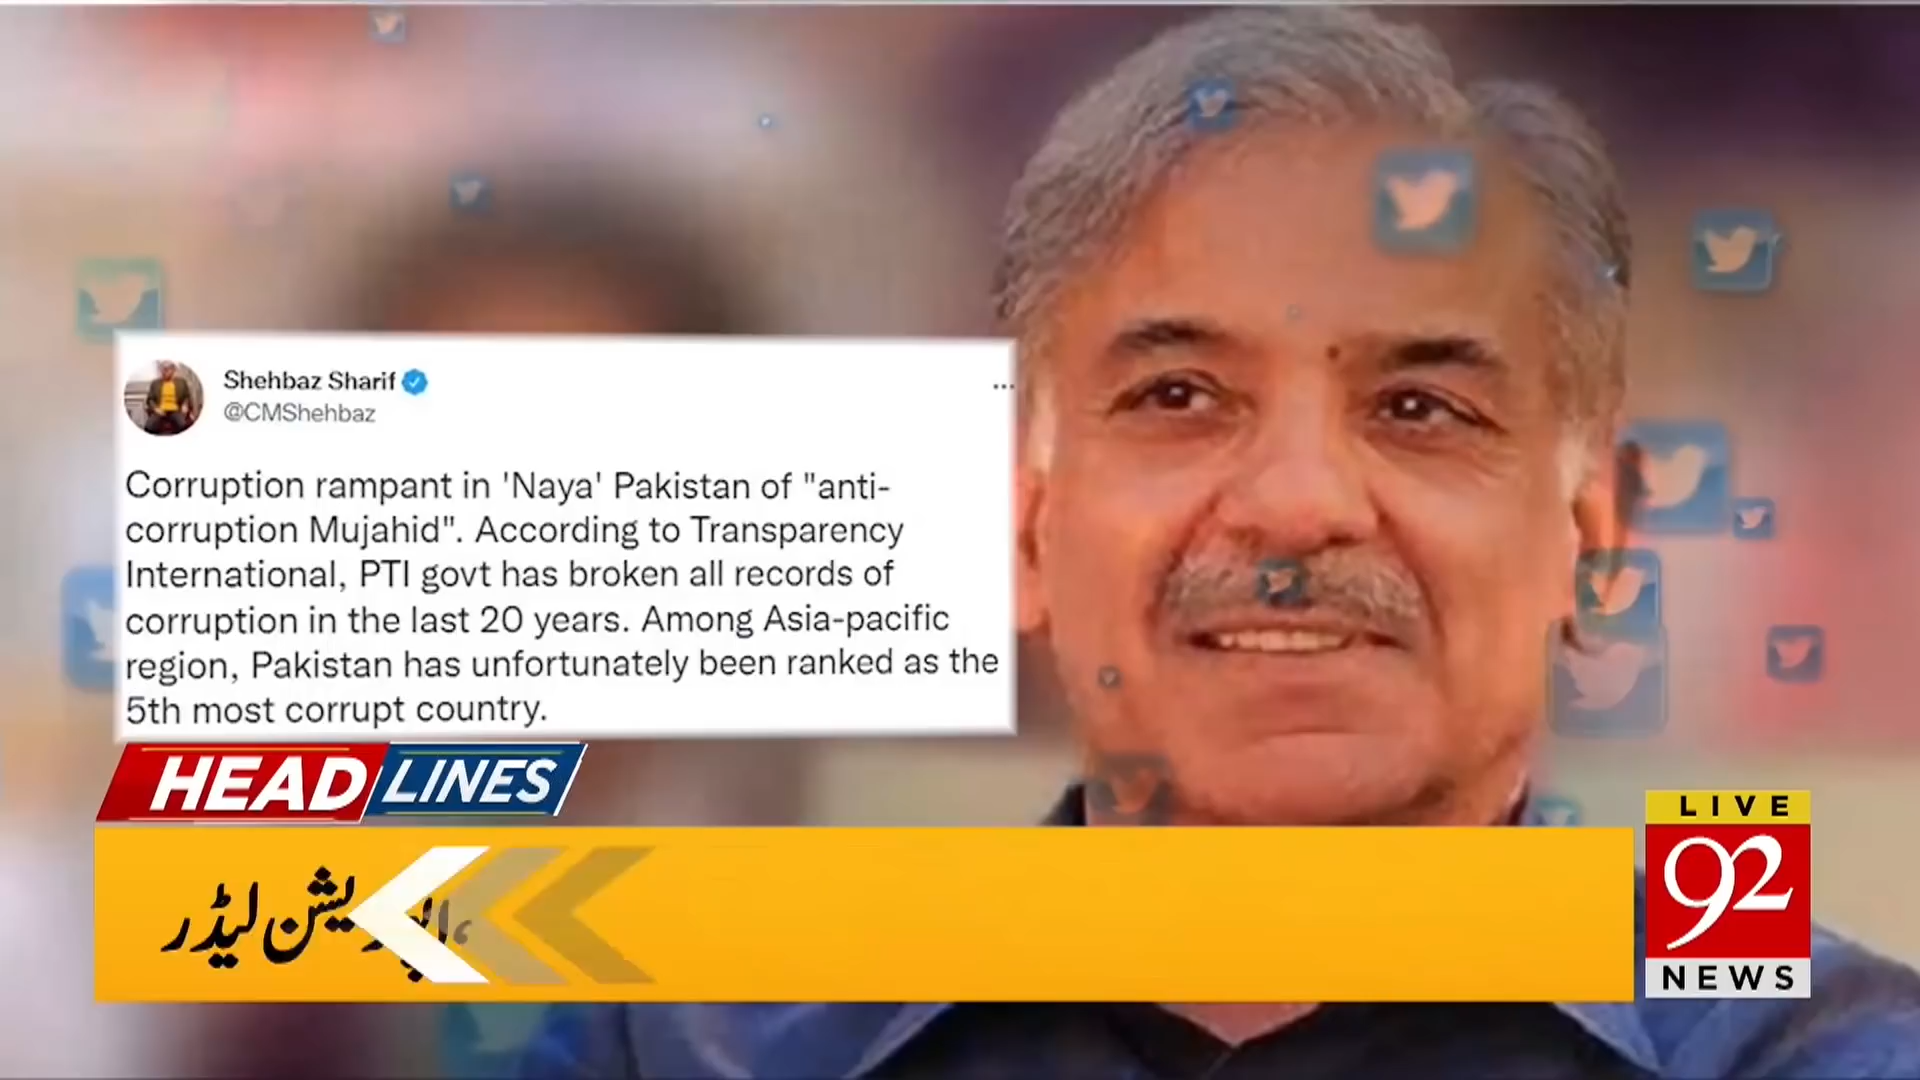 Shehbaz Sharif
@CMShehbaz
Corruption rampant in 'Naya' Pakistan of "anti-
corruption Mujahid". According to Transparency
International, PTI govt has broken all records of
corruption in the last 20 years. Among Asia-pacific
region, Pakistan has unfortunately been ranked as the
5th most corrupt country.
HEADLINES
لیڈر
LIVE
92
NEWS